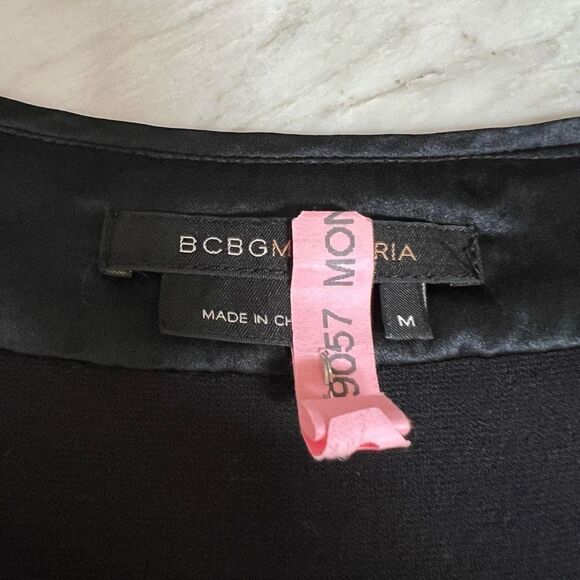 BCBGM RIA
MADE IN CH
M
9057 MON